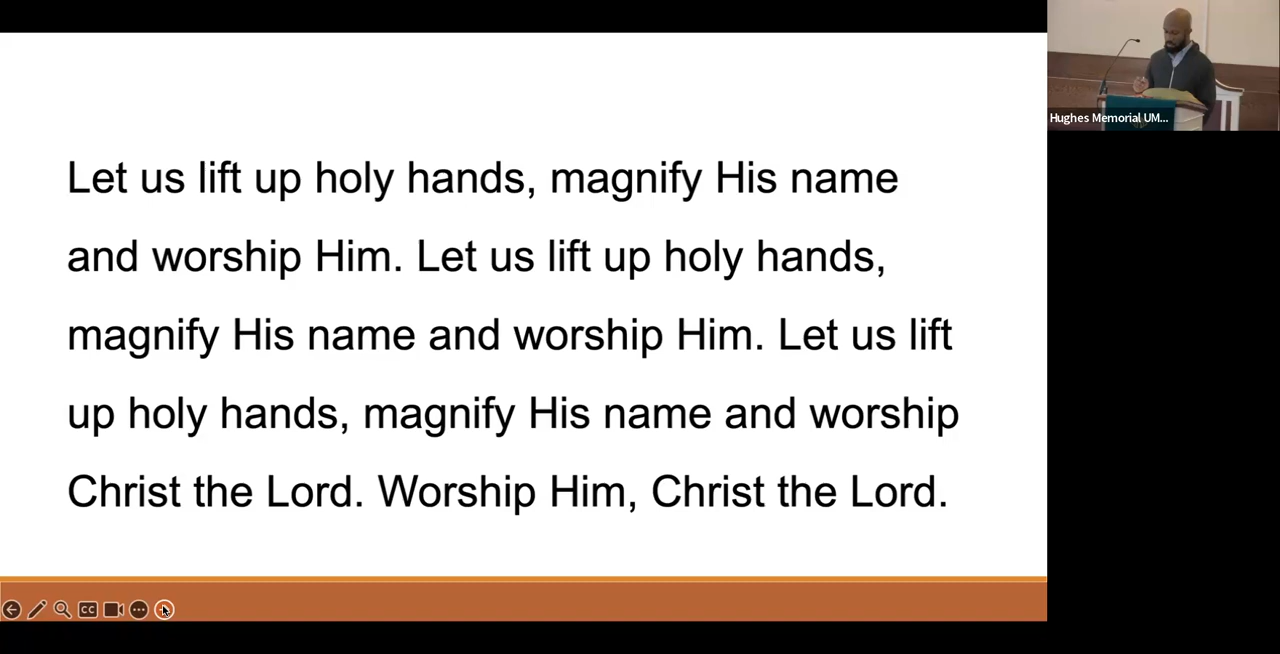 Let us lift up holy hands, magnify His name
and worship Him. Let us lift up holy hands,
magnify His name and worship Him. Let us lift
up holy hands, magnify His name and worship
Christ the Lord. Worship Him, Christ the Lord.
Hughes Memorial UM...
CC